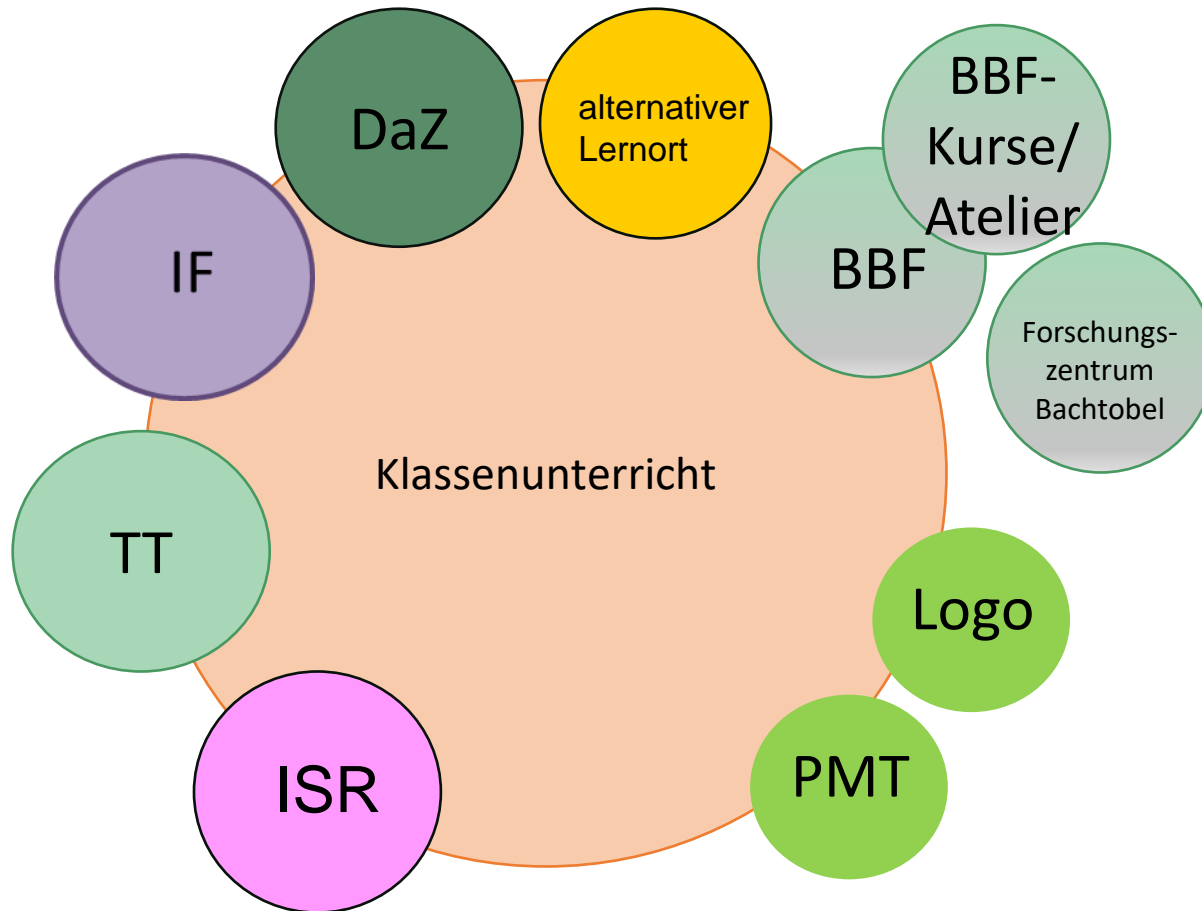 DaZ
alternativer
Lernort
BBF-
Kurse/
Atelier
IF
BBF
Forschungs-
zentrum
Bachtobel
Klassenunterricht
TT
Logo
ISR
PMT